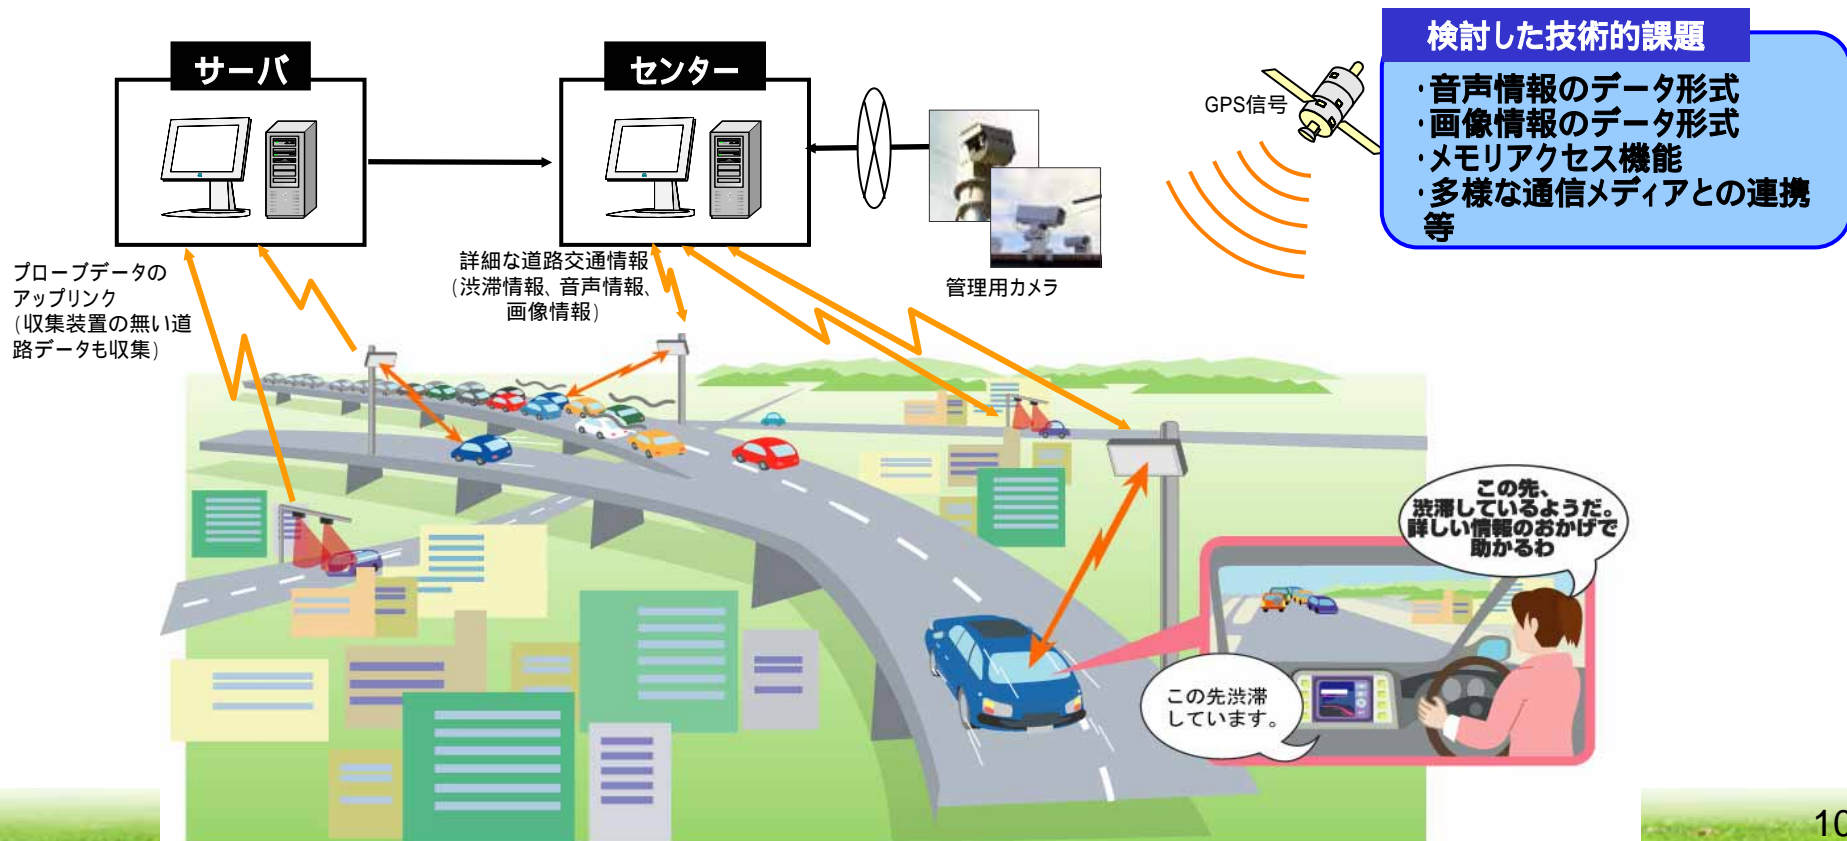 サーバ
センター
GPS信号
検討した技術的課題
・音声情報のデータ形式
・画像情報のデータ形式
・メモリアクセス機能
・多様な通信メディアとの連携
等
プローブデータの
アップリンク
(収集装置の無い道
路データも収集)
詳細な道路交通情報
(渋滞情報、音声情報、
画像情報)
管理用カメラ
この先、
渋滞しているようだ。
詳しい情報のおかげで
助かるわ
この先渋滞
しています。
10